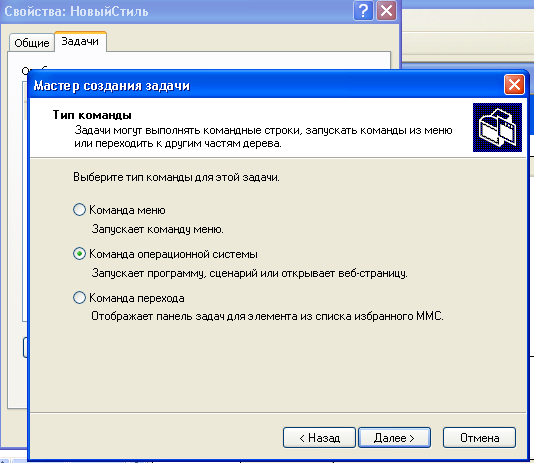 Свойства: НовыйСтиль
Общие
Задачи
Мастер создания задачи
Тип команды
Задачи могут выполнять командные строки, запускать команды из меню
или переходить к другим частям дерева.
Выберите тип команды для этой задачи.
Команда меню
Запускает команду меню.
Команда операционной системы
Запускает программу, сценарий или открывает веб-страницу.
Команда перехода
Отображает панель задач для элемента из списка избранного MMC.
< Назад
Далее >
Отмена